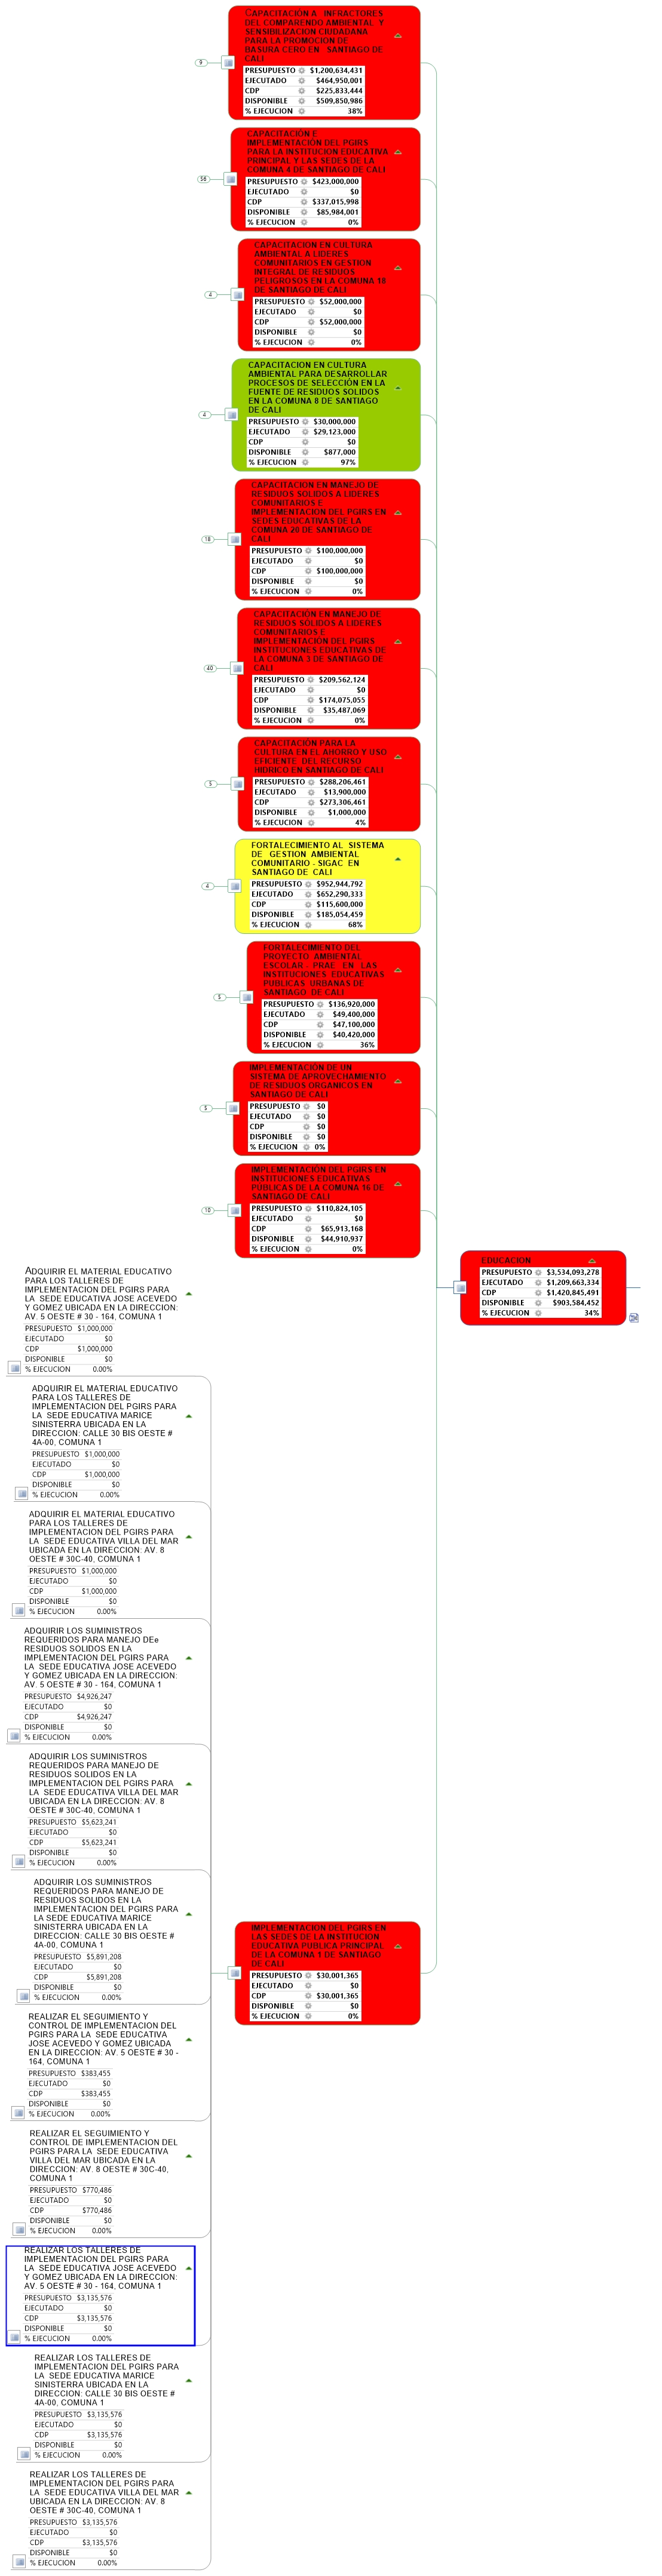 CAPACITACIÓN A INFRACTORES
DEL COMPARENDO AMBIENTAL Y
SENSIBILIZACION CIUDADANA
PARA LA PROMOCION DE
BASURA CERO EN SANTIAGO DE
CALI
PRESUPUESTO $1,200,634,431
EJECUTADO $464,950,001
CDP $225,833,444
DISPONIBLE $509,850,986
% EJECUCION 38%
9
CAPACITACIÓN E
IMPLEMENTACIÓN DEL PGIRS
PARA LA INSTITUCION EDUCATIVA
PRINCIPAL Y LAS SEDES DE LA
COMUNA 4 DE SANTIAGO DE CALI
PRESUPUESTO $423,000,000
EJECUTADO $0
CDP $337,015,998
DISPONIBLE $85,984,001
% EJECUCION 0%
56
CAPACITACION EN CULTURA
AMBIENTAL A LIDERES
COMUNITARIOS EN GESTION
INTEGRAL DE RESIDUOS
PELIGROSOS EN LA COMUNA 18
DE SANTIAGO DE CALI
PRESUPUESTO $52,000,000
EJECUTADO $0
CDP $52,000,000
DISPONIBLE $0
% EJECUCION 0%
4
CAPACITACION EN CULTURA
AMBIENTAL PARA DESARROLLAR
PROCESOS DE SELECCIÓN EN LA
FUENTE DE RESIDUOS SOLIDOS
EN LA COMUNA 8 DE SANTIAGO
DE CALI
PRESUPUESTO $30,000,000
EJECUTADO $29,123,000
CDP $0
DISPONIBLE $877,000
% EJECUCION 97%
4
CAPACITACION EN MANEJO DE
RESIDUOS SOLIDOS A LIDERES
COMUNITARIOS E
IMPLEMENTACION DEL PGIRS EN
SEDES EDUCATIVAS DE LA
COMUNA 20 DE SANTIAGO DE
CALI
PRESUPUESTO $100,000,000
EJECUTADO $0
CDP $100,000,000
DISPONIBLE $0
% EJECUCION 0%
18
CAPACITACIÓN EN MANEJO DE
RESIDUOS SÓLIDOS A LIDERES
COMUNITARIOS E
IMPLEMENTACIÓN DEL PGIRS
INSTITUCIONES EDUCATIVAS DE
LA COMUNA 3 DE SANTIAGO DE
CALI
PRESUPUESTO $209,562,124
EJECUTADO $0
CDP $174,075,055
DISPONIBLE $35,487,069
% EJECUCION 0%
40
CAPACITACIÓN PARA LA
CULTURA EN EL AHORRO Y USO
EFICIENTE DEL RECURSO
HIDRICO EN SANTIAGO DE CALI
PRESUPUESTO $288,206,461
EJECUTADO $13,900,000
CDP $273,306,461
DISPONIBLE $1,000,000
% EJECUCION 4%
5
FORTALECIMIENTO AL SISTEMA
DE GESTION AMBIENTAL
COMUNITARIO - SIGAC EN
SANTIAGO DE CALI
PRESUPUESTO $952,944,792
EJECUTADO $652,290,333
CDP $115,600,000
DISPONIBLE $185,054,459
% EJECUCION 68%
4
FORTALECIMIENTO DEL
PROYECTO AMBIENTAL
ESCOLAR - PRAE EN LAS
INSTITUCIONES EDUCATIVAS
PUBLICAS URBANAS DE
SANTIAGO DE CALI
PRESUPUESTO $136,920,000
EJECUTADO $49,400,000
CDP $47,100,000
DISPONIBLE $40,420,000
% EJECUCION 36%
5
IMPLEMENTACIÓN DE UN
SISTEMA DE APROVECHAMIENTO
DE RESIDUOS ORGANICOS EN
SANTIAGO DE CALI
PRESUPUESTO $0
EJECUTADO $0
CDP $0
DISPONIBLE $0
% EJECUCION 0%
5
IMPLEMENTACIÓN DEL PGIRS EN
INSTITUCIONES EDUCATIVAS
PÚBLICAS DE LA COMUNA 16 DE
SANTIAGO DE CALI
PRESUPUESTO $110,824,105
EJECUTADO $0
CDP $65,913,168
DISPONIBLE $44,910,937
% EJECUCION 0%
10
EDUCACION
PRESUPUESTO $3,534,093,278
EJECUTADO $1,209,663,334
CDP $1,420,845,491
DISPONIBLE $903,584,452
% EJECUCION 34%
ADQUIRIR EL MATERIAL EDUCATIVO
PARA LOS TALLERES DE
IMPLEMENTACION DEL PGIRS PARA
LA SEDE EDUCATIVA JOSE ACEVEDO
Y GOMEZ UBICADA EN LA DIRECCION:
AV. 5 OESTE # 30 - 164, COMUNA 1
PRESUPUESTO $1,000,000
EJECUTADO $0
CDP $1,000,000
DISPONIBLE $0
% EJECUCION 0.00%
ADQUIRIR EL MATERIAL EDUCATIVO
PARA LOS TALLERES DE
IMPLEMENTACION DEL PGIRS PARA
LA SEDE EDUCATIVA MARICE
SINISTERRA UBICADA EN LA
DIRECCION: CALLE 30 BIS OESTE #
4A-00, COMUNA 1
PRESUPUESTO $1,000,000
EJECUTADO $0
CDP $1,000,000
DISPONIBLE $0
% EJECUCION 0.00%
ADQUIRIR EL MATERIAL EDUCATIVO
PARA LOS TALLERES DE
IMPLEMENTACION DEL PGIRS PARA
LA SEDE EDUCATIVA VILLA DEL MAR
UBICADA EN LA DIRECCION: AV. 8
OESTE # 30C-40, COMUNA 1
PRESUPUESTO $1,000,000
EJECUTADO $0
CDP $1,000,000
DISPONIBLE $0
% EJECUCION 0.00%
ADQUIRIR LOS SUMINISTROS
REQUERIDOS PARA MANEJO DEe
RESIDUOS SOLIDOS EN LA
IMPLEMENTACION DEL PGIRS PARA
LA SEDE EDUCATIVA JOSE ACEVEDO
Y GOMEZ UBICADA EN LA DIRECCION:
AV. 5 OESTE # 30 - 164, COMUNA 1
PRESUPUESTO $4,926,247
EJECUTADO $0
CDP $4,926,247
DISPONIBLE $0
% EJECUCION 0.00%
ADQUIRIR LOS SUMINISTROS
REQUERIDOS PARA MANEJO DE
RESIDUOS SOLIDOS EN LA
IMPLEMENTACION DEL PGIRS PARA
LA SEDE EDUCATIVA VILLA DEL MAR
UBICADA EN LA DIRECCION: AV. 8
OESTE # 30C-40, COMUNA 1
PRESUPUESTO $5,623,241
EJECUTADO $0
CDP $5,623,241
DISPONIBLE $0
% EJECUCION 0.00%
ADQUIRIR LOS SUMINISTROS
REQUERIDOS PARA MANEJO DE
RESIDUOS SOLIDOS EN LA
IMPLEMENTACION DEL PGIRS PARA
LA SEDE EDUCATIVA MARICE
SINISTERRA UBICADA EN LA
DIRECCION: CALLE 30 BIS OESTE #
4A-00, COMUNA 1
PRESUPUESTO $5,891,208
EJECUTADO $0
CDP $5,891,208
DISPONIBLE $0
% EJECUCION 0.00%
IMPLEMENTACION DEL PGIRS EN
LAS SEDES DE LA INSTITUCION
EDUCATIVA PUBLICA PRINCIPAL
DE LA COMUNA 1 DE SANTIAGO
DE CALI
PRESUPUESTO $30,001,365
EJECUTADO $0
CDP $30,001,365
DISPONIBLE $0
% EJECUCION 0%
REALIZAR EL SEGUIMIENTO Y
CONTROL DE IMPLEMENTACION DEL
PGIRS PARA LA SEDE EDUCATIVA
JOSE ACEVEDO Y GOMEZ UBICADA
EN LA DIRECCION: AV. 5 OESTE # 30 -
164, COMUNA 1
PRESUPUESTO $383,455
EJECUTADO $0
CDP $383,455
DISPONIBLE $0
% EJECUCION 0.00%
REALIZAR EL SEGUIMIENTO Y
CONTROL DE IMPLEMENTACION DEL
PGIRS PARA LA SEDE EDUCATIVA
VILLA DEL MAR UBICADA EN LA
DIRECCION: AV. 8 OESTE # 30C-40,
COMUNA 1
PRESUPUESTO $770,486
EJECUTADO $0
CDP $770,486
DISPONIBLE $0
% EJECUCION 0.00%
REALIZAR LOS TALLERES DE
IMPLEMENTACION DEL PGIRS PARA
LA SEDE EDUCATIVA JOSE ACEVEDO
Y GOMEZ UBICADA EN LA DIRECCION:
AV. 5 OESTE # 30 - 164, COMUNA 1
PRESUPUESTO $3,135,576
EJECUTADO $0
CDP $3,135,576
DISPONIBLE $0
% EJECUCION 0.00%
REALIZAR LOS TALLERES DE
IMPLEMENTACION DEL PGIRS PARA
LA SEDE EDUCATIVA MARICE
SINISTERRA UBICADA EN LA
DIRECCION: CALLE 30 BIS OESTE #
4A-00, COMUNA 1
PRESUPUESTO $3,135,576
EJECUTADO $0
CDP $3,135,576
DISPONIBLE $0
% EJECUCION 0.00%
REALIZAR LOS TALLERES DE
IMPLEMENTACION DEL PGIRS PARA
LA SEDE EDUCATIVA VILLA DEL MAR
UBICADA EN LA DIRECCION: AV. 8
OESTE # 30C-40, COMUNA 1
PRESUPUESTO $3,135,576
EJECUTADO $0
CDP $3,135,576
DISPONIBLE $0
% EJECUCION 0.00%